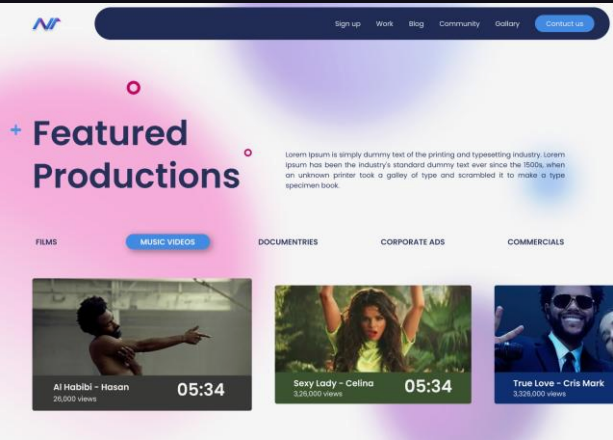 Sign up Work Blog Community Gallary Contuct us
Featured
Productions
Lorem Ipsum is simply dummy text of the printing and typesetting industry. Lorem
Ipsum has been the industry's standard dummy text ever since the 1500s, when
an unknown printer took a galley of type and scrambled it to make a type
specimen book.
FILMS MUSIC VIDEOS DOCUMENTRIES CORPORATE ADS COMMERCIALS
Al Habibi - Hasan
26,000 views
05:34
Sexy Lady - Celina
3,26,000 views
05:34
True Love - Cris Mark
3,326,000 views